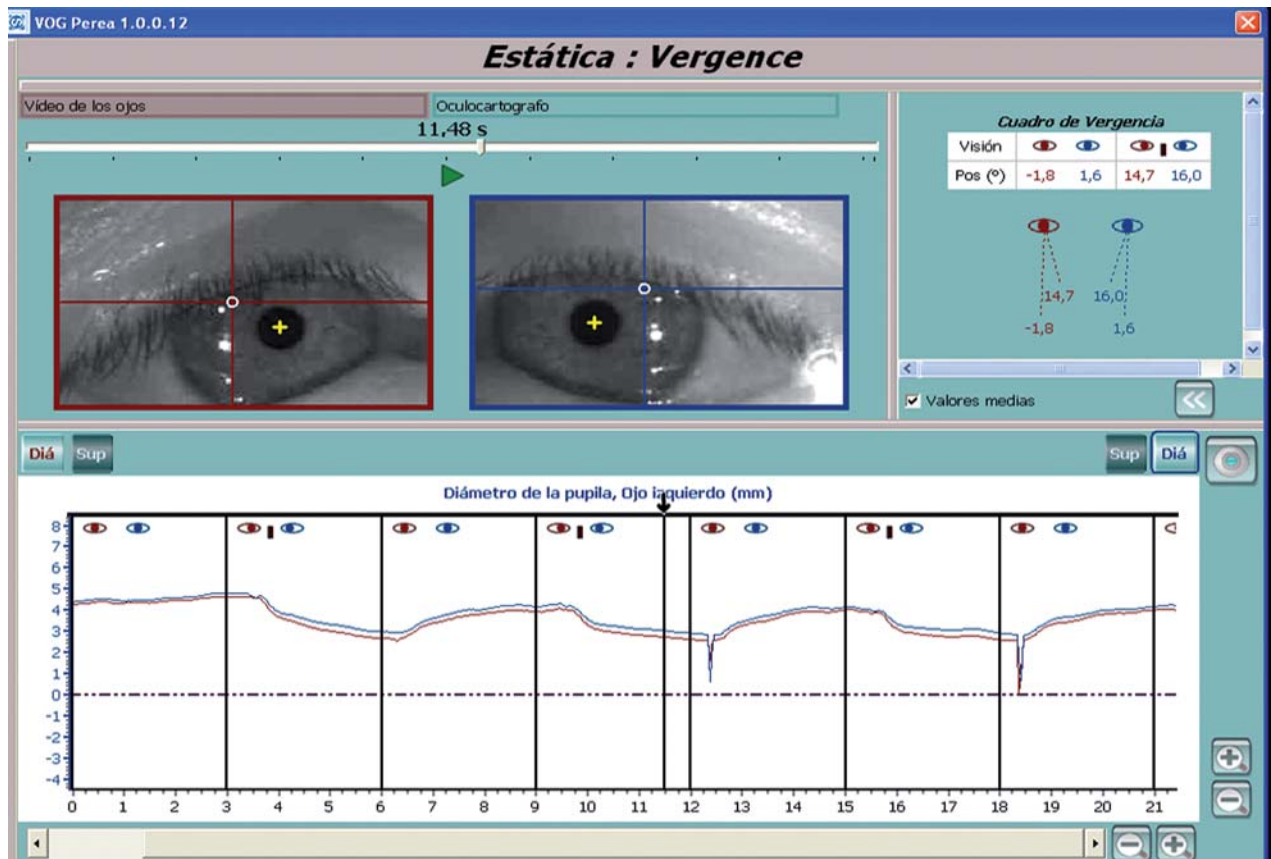 VOG Perea 1.0.0.12
Estática : Vergence
Vídeo de los ojos
Oculocartografo
11,48 s
Cuadro de Vergencia
Visión
Pos (º) -1,8 1,6 14,7 16,0
14,7 16,0
-1,8 1,6
Valores medias
Diá Sup
Sup Diá
Diámetro de la pupila, Ojo izquierdo (mm)
8
7
6
5
4
3
2
1
0
-1
-2
-3
-4
0 1 2 3 4 5 6 7 8 9 10 11 12 13 14 15 16 17 18 19 20 21